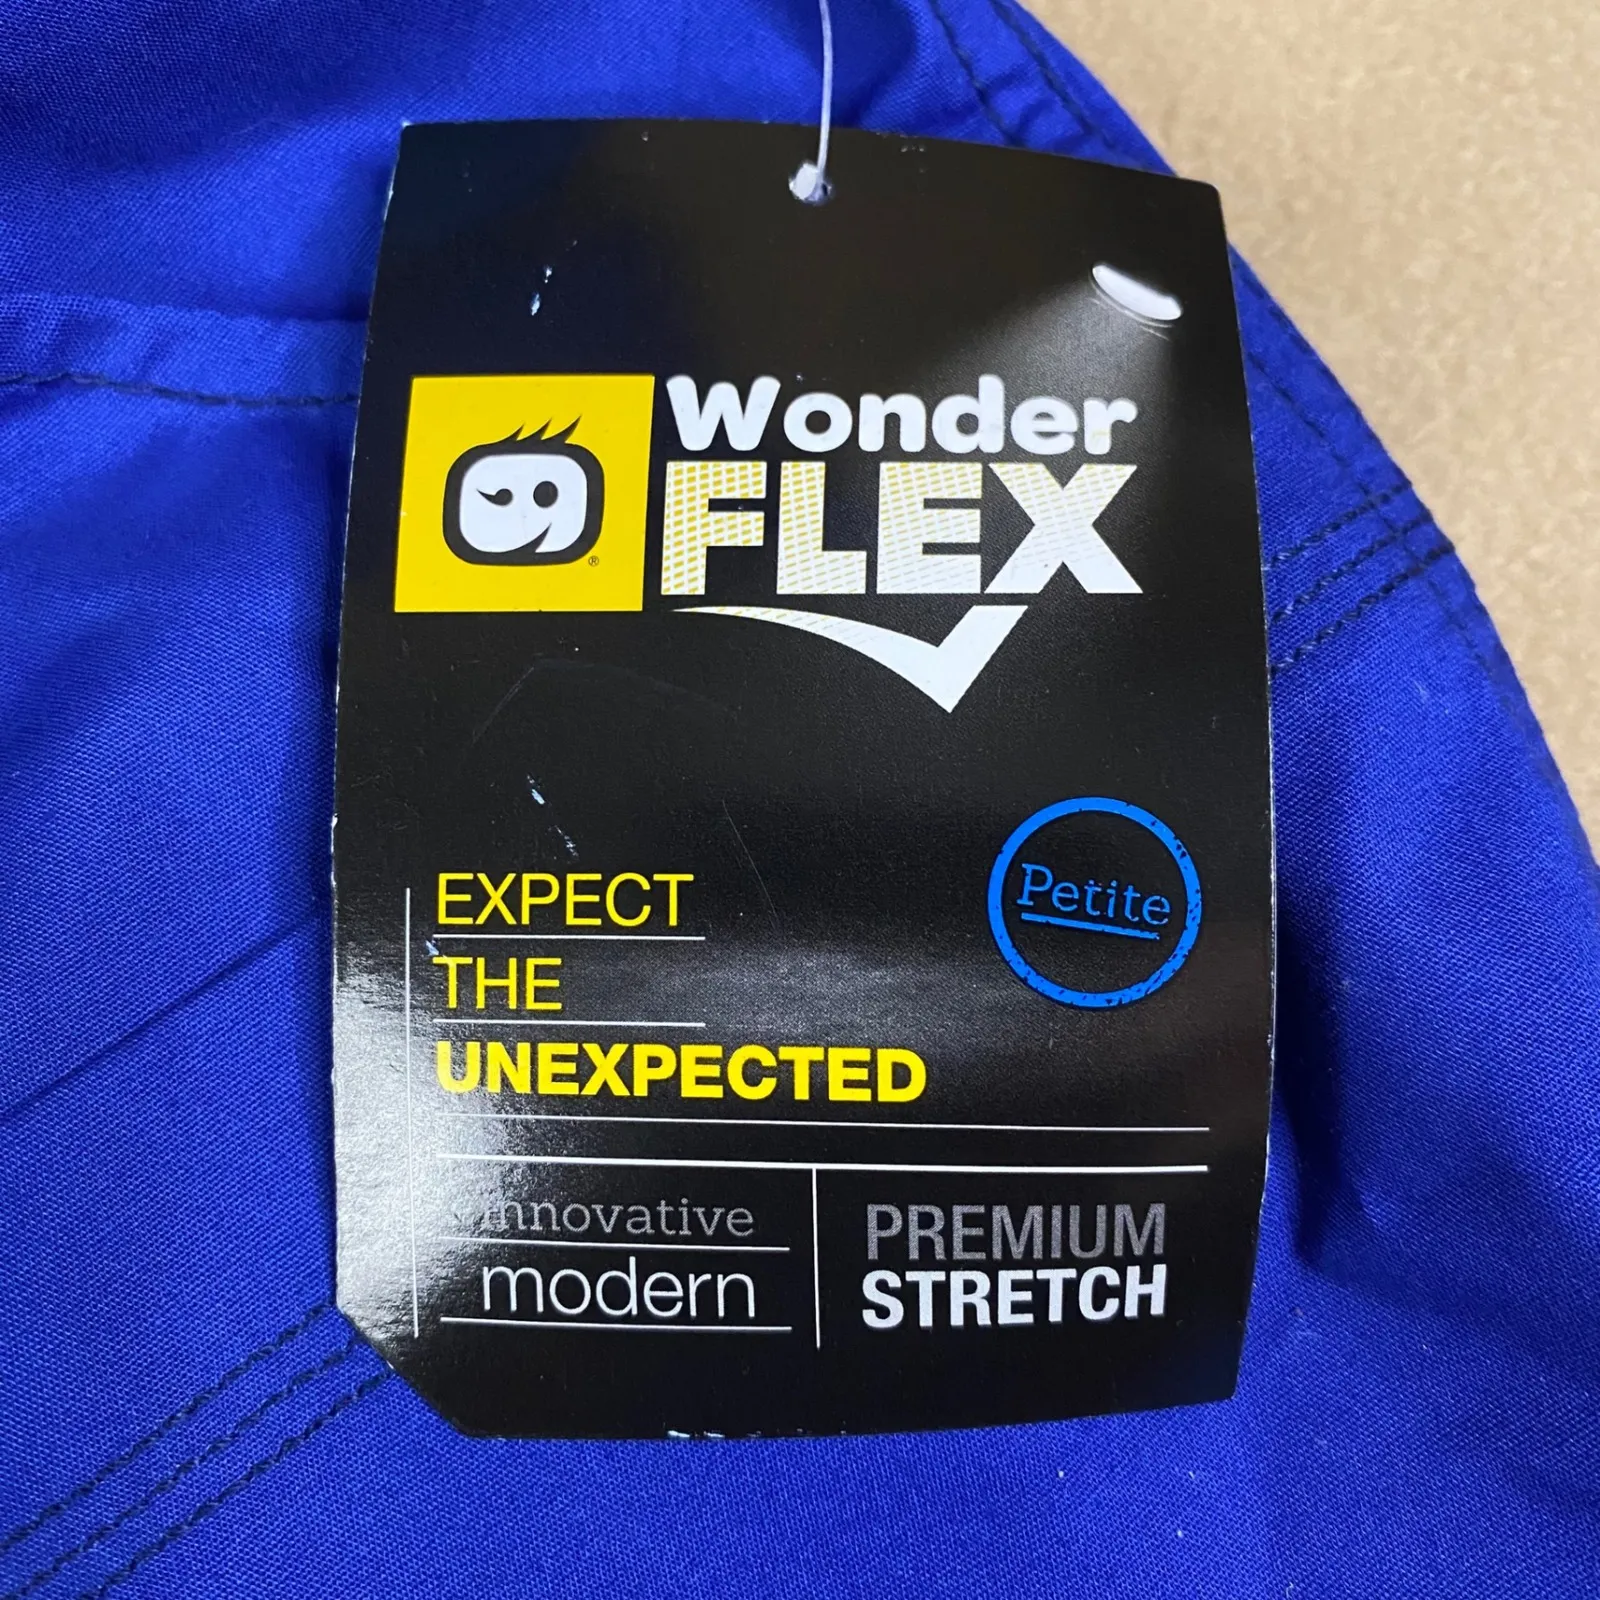 Wonder
FLEX
®
Petite
EXPECT
THE
UNEXPECTED
innovative
modern
PREMIUM
STRETCH